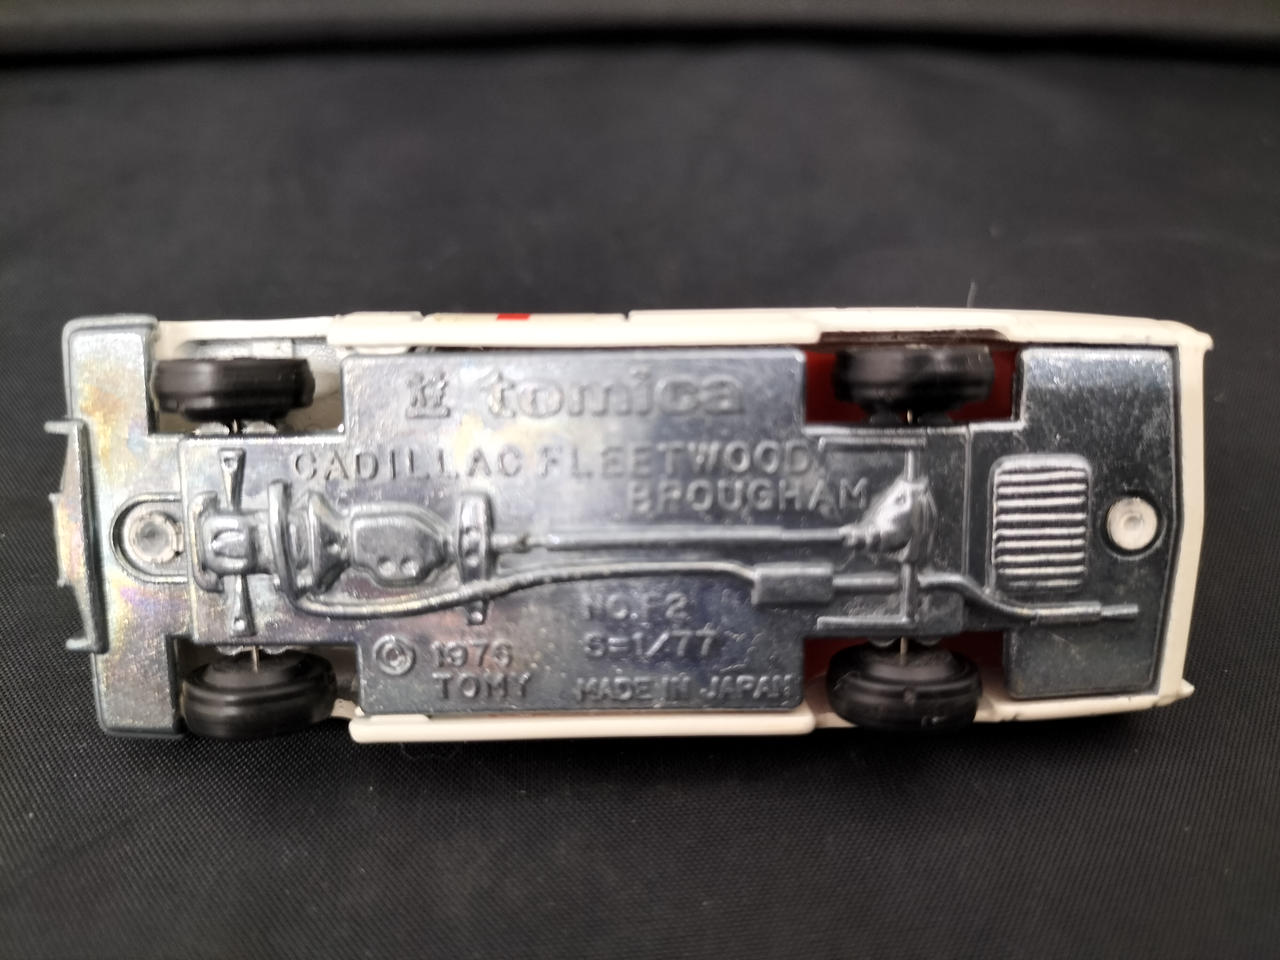 tomica
CADILLAC FLEETWOOD
BROUGHAM
NO.F2
S=1/77
© 1976
TOMY
MADE IN JAPAN